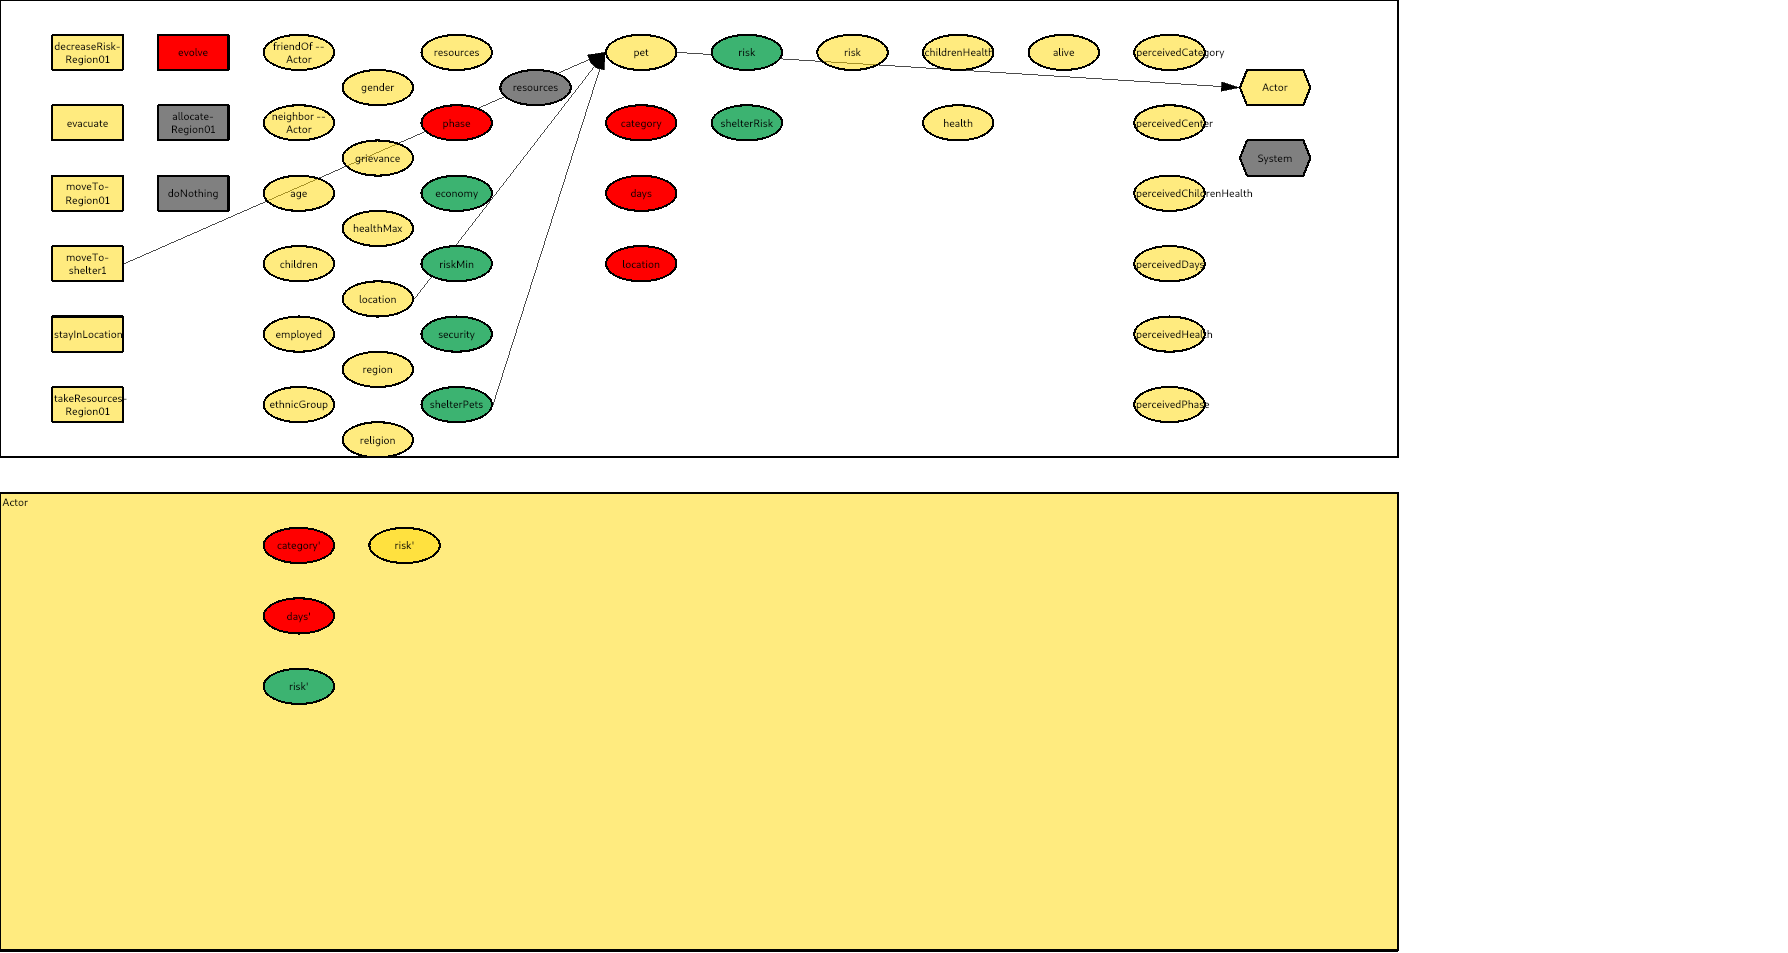 decreaseRisk-
Region01
evolve
friendOf --
Actor
resources
pet
risk
risk
childrenHealth
alive
perceivedCategory
gender
resources
Actor
evacuate
allocate-
Region01
neighbor --
Actor
phase
category
shelterRisk
health
perceivedCenter
grievance
System
moveTo-
Region01
doNothing
age
economy
days
perceivedChildrenHealth
healthMax
moveTo-
shelter1
children
riskMin
location
perceivedDays
location
stayInLocation
employed
security
perceivedHealth
region
takeResources-
Region01
ethnicGroup
shelterPets
perceivedPhase
religion
Actor
category'
risk'
days'
risk'